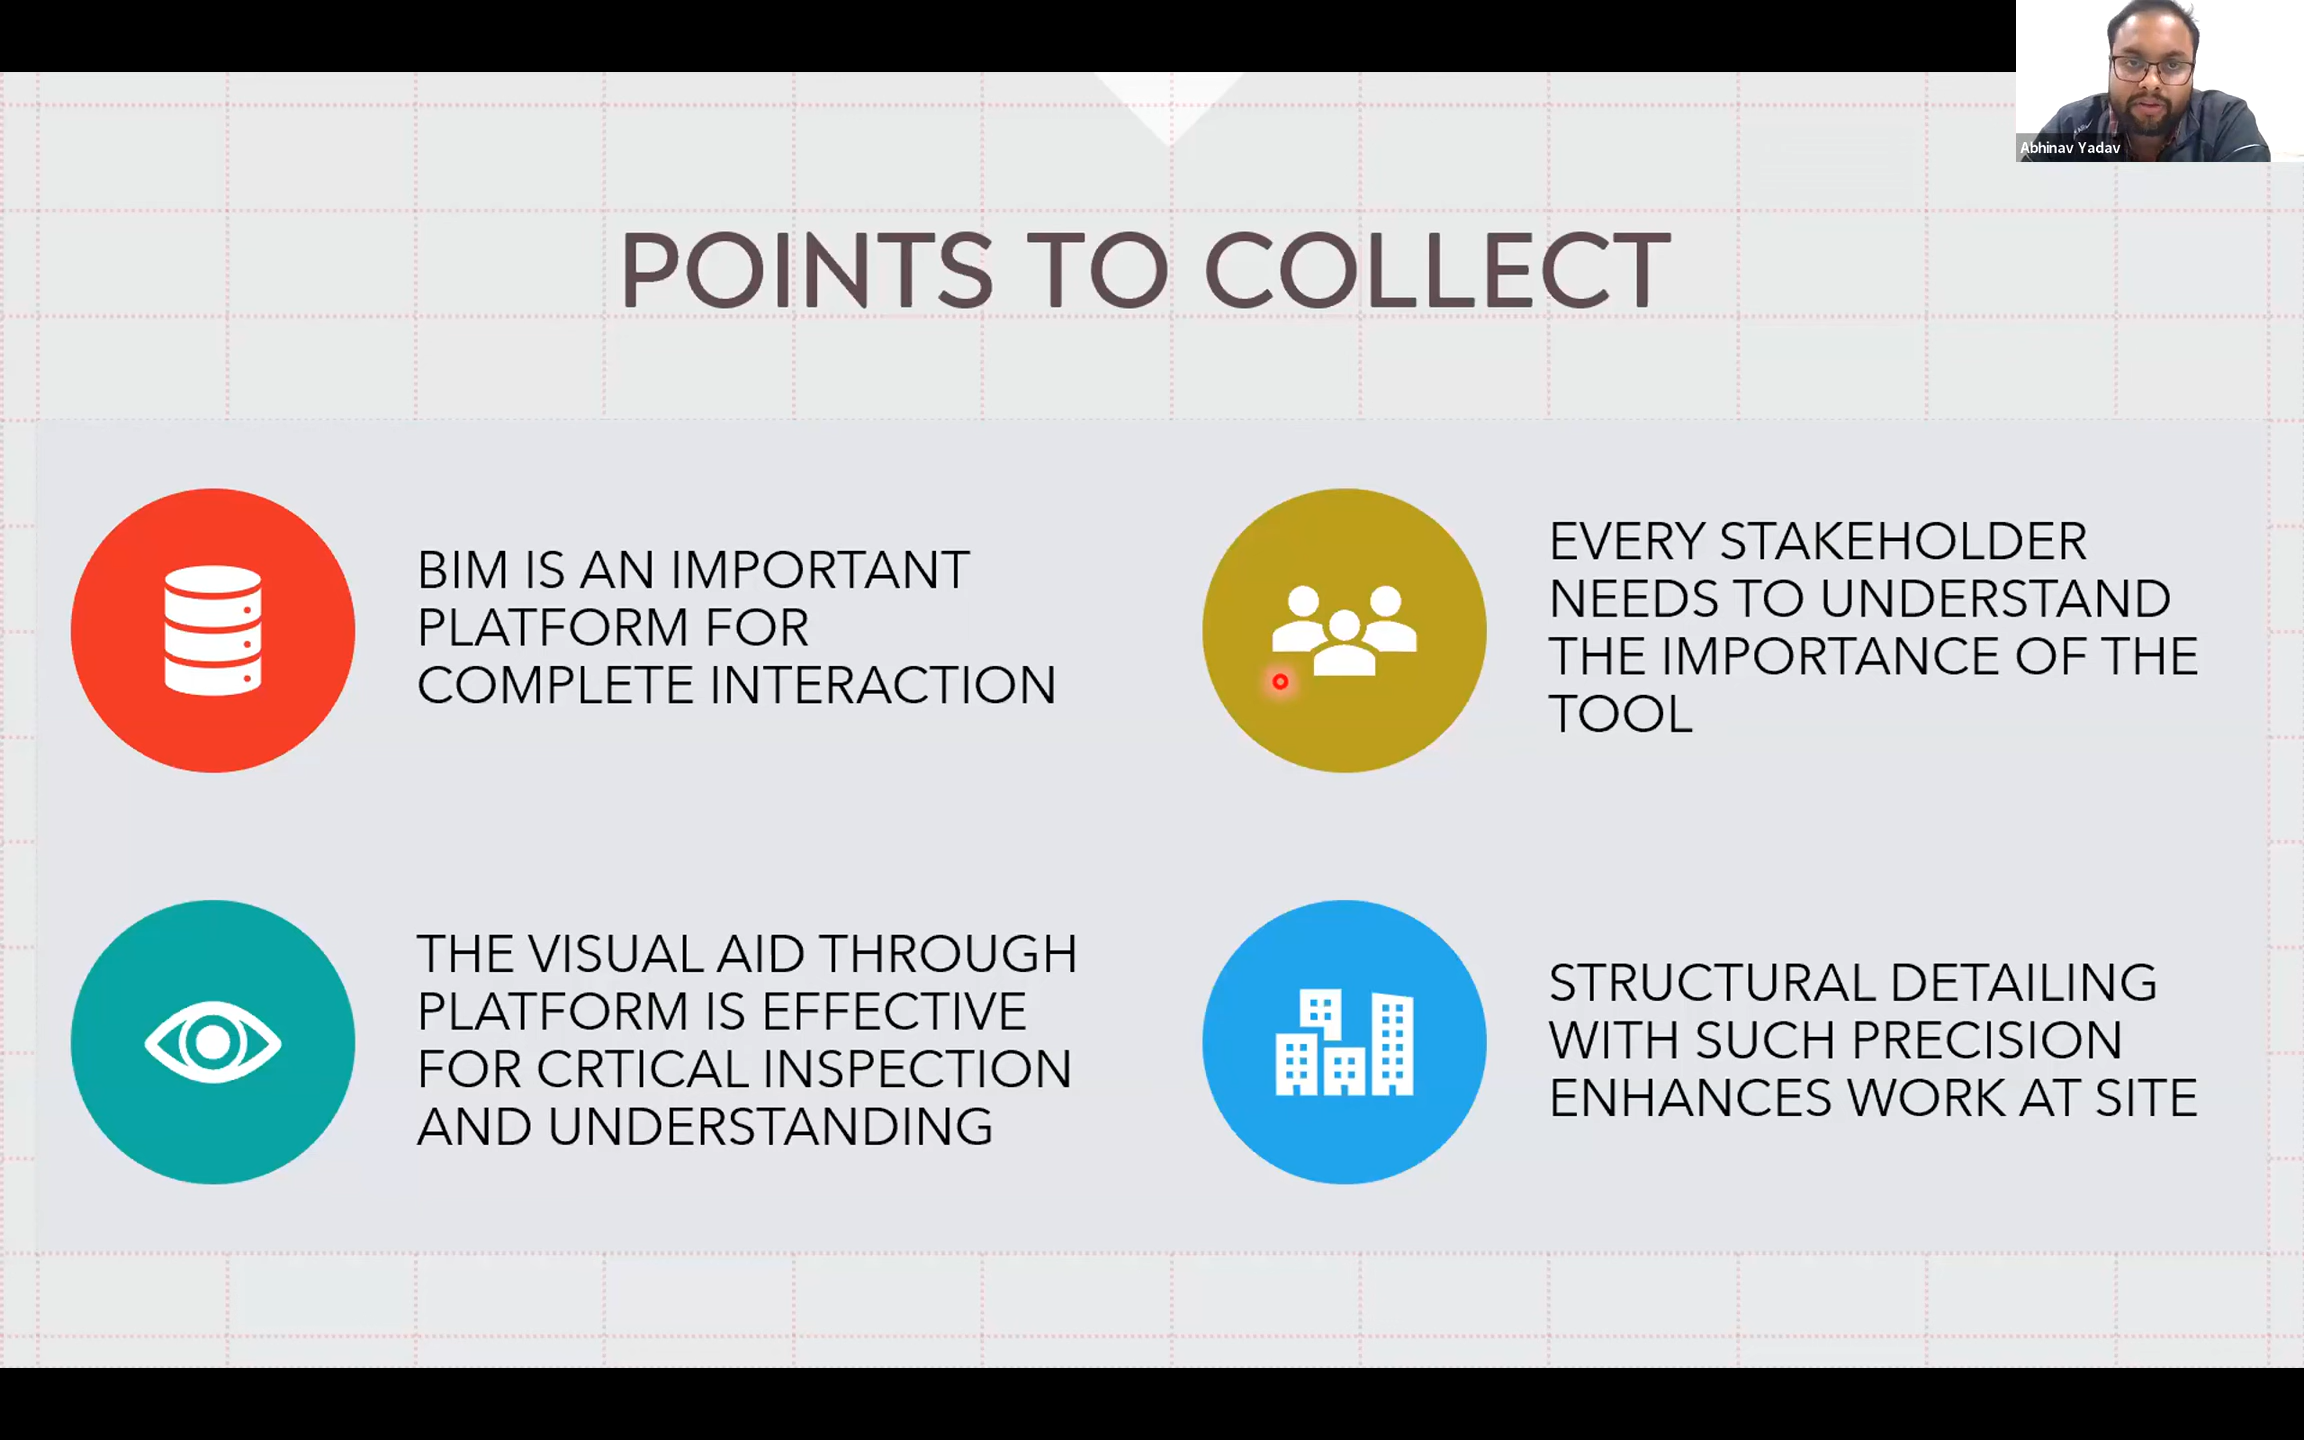 Abhinav Yadav
POINTS TO COLLECT
BIM IS AN IMPORTANT
PLATFORM FOR
COMPLETE INTERACTION
EVERY STAKEHOLDER
NEEDS TO UNDERSTAND
THE IMPORTANCE OF THE
TOOL
THE VISUAL AID THROUGH
PLATFORM IS EFFECTIVE
FOR CRTICAL INSPECTION
AND UNDERSTANDING
STRUCTURAL DETAILING
WITH SUCH PRECISION
ENHANCES WORK AT SITE